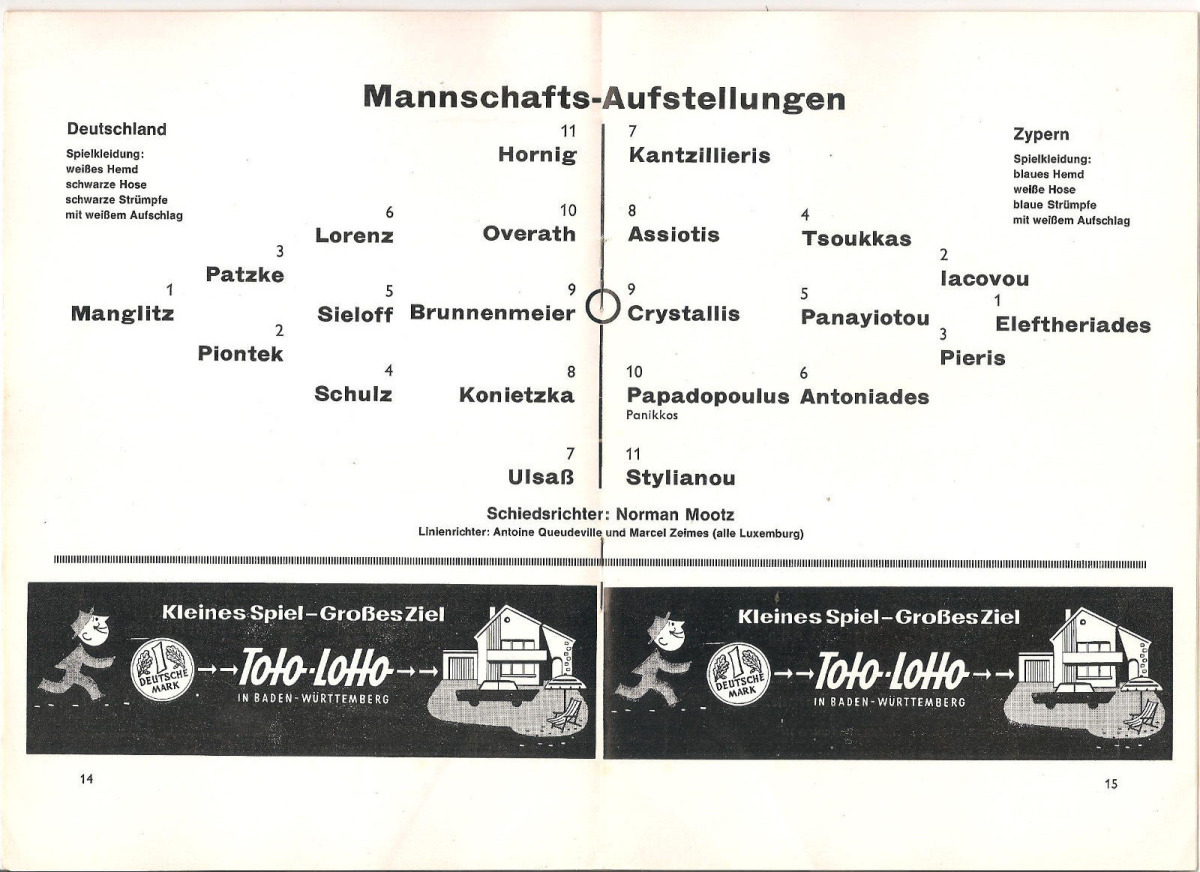 Mannschafts-Aufstellungen
Deutschland
Spielkleidung:
weißes Hemd
schwarze Hose
schwarze Strümpfe
mit weißem Aufschlag
11
Hornig
6
Lorenz
10
Overath
3
Patzke
1
Manglitz
5
Sieloff
9
Brunnenmeier
2
Piontek
4
Schulz
8
Konietzka
7
Ulsaß
Zypern
Spielkleidung:
blaues Hemd
weiße Hose
blaue Strümpfe
mit weißem Aufschlag
7
Kantzillieris
8
Assiotis
4
Tsoukkas
2
Iacovou
9
Crystallis
5
Panayiotou
1
Eleftheriades
3
Pieris
10
Papadopoulus
Panikkos
6
Antoniades
11
Stylianou
Schiedsrichter: Norman Mootz
Linienrichter: Antoine Queudeville und Marcel Zeimes (alle Luxemburg)
Kleines Spiel–Großes Ziel
1
DEUTSCHE
MARK
Toto-Lotto
IN BADEN-WÜRTTEMBERG
Kleines Spiel–Großes Ziel
1
DEUTSCHE
MARK
Toto-Lotto
IN BADEN-WÜRTTEMBERG
14
15